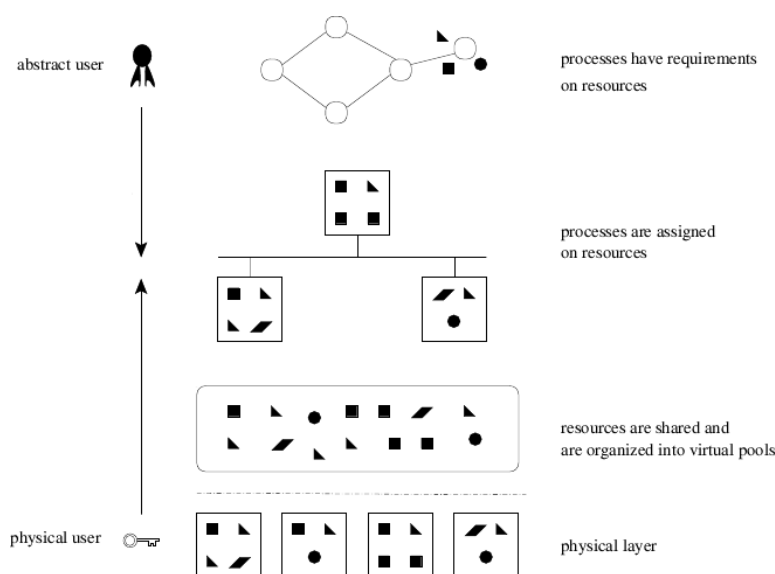 abstract user
processes have requirements
on resources
processes are assigned
on resources
resources are shared and
are organized into virtual pools
physical user
physical layer